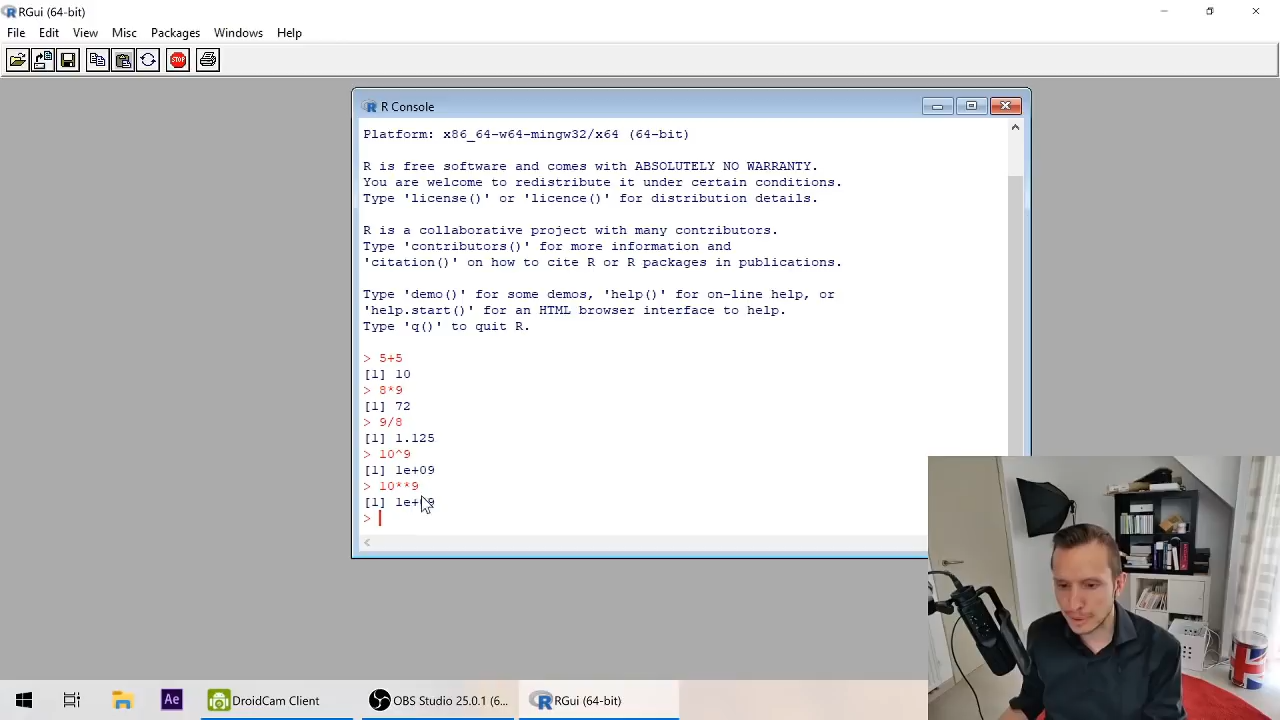 RGui (64-bit)
File Edit View Misc Packages Windows Help
STOP
R Console
Platform: x86_64-w64-mingw32/x64 (64-bit)
R is free software and comes with ABSOLUTELY NO WARRANTY.
You are welcome to redistribute it under certain conditions.
Type 'license()' or 'licence()' for distribution details.
R is a collaborative project with many contributors.
Type 'contributors()' for more information and
'citation()' on how to cite R or R packages in publications.
Type 'demo()' for some demos, 'help()' for on-line help, or
'help.start()' for an HTML browser interface to help.
Type 'q()' to quit R.
> 5+5
[1] 10
> 8*9
[1] 72
> 9/8
[1] 1.125
> 10^9
[1] 1e+09
> 10**9
[1] 1e+09
>
Ae DroidCam Client OBS Studio 25.0.1 (6... RGui (64-bit)